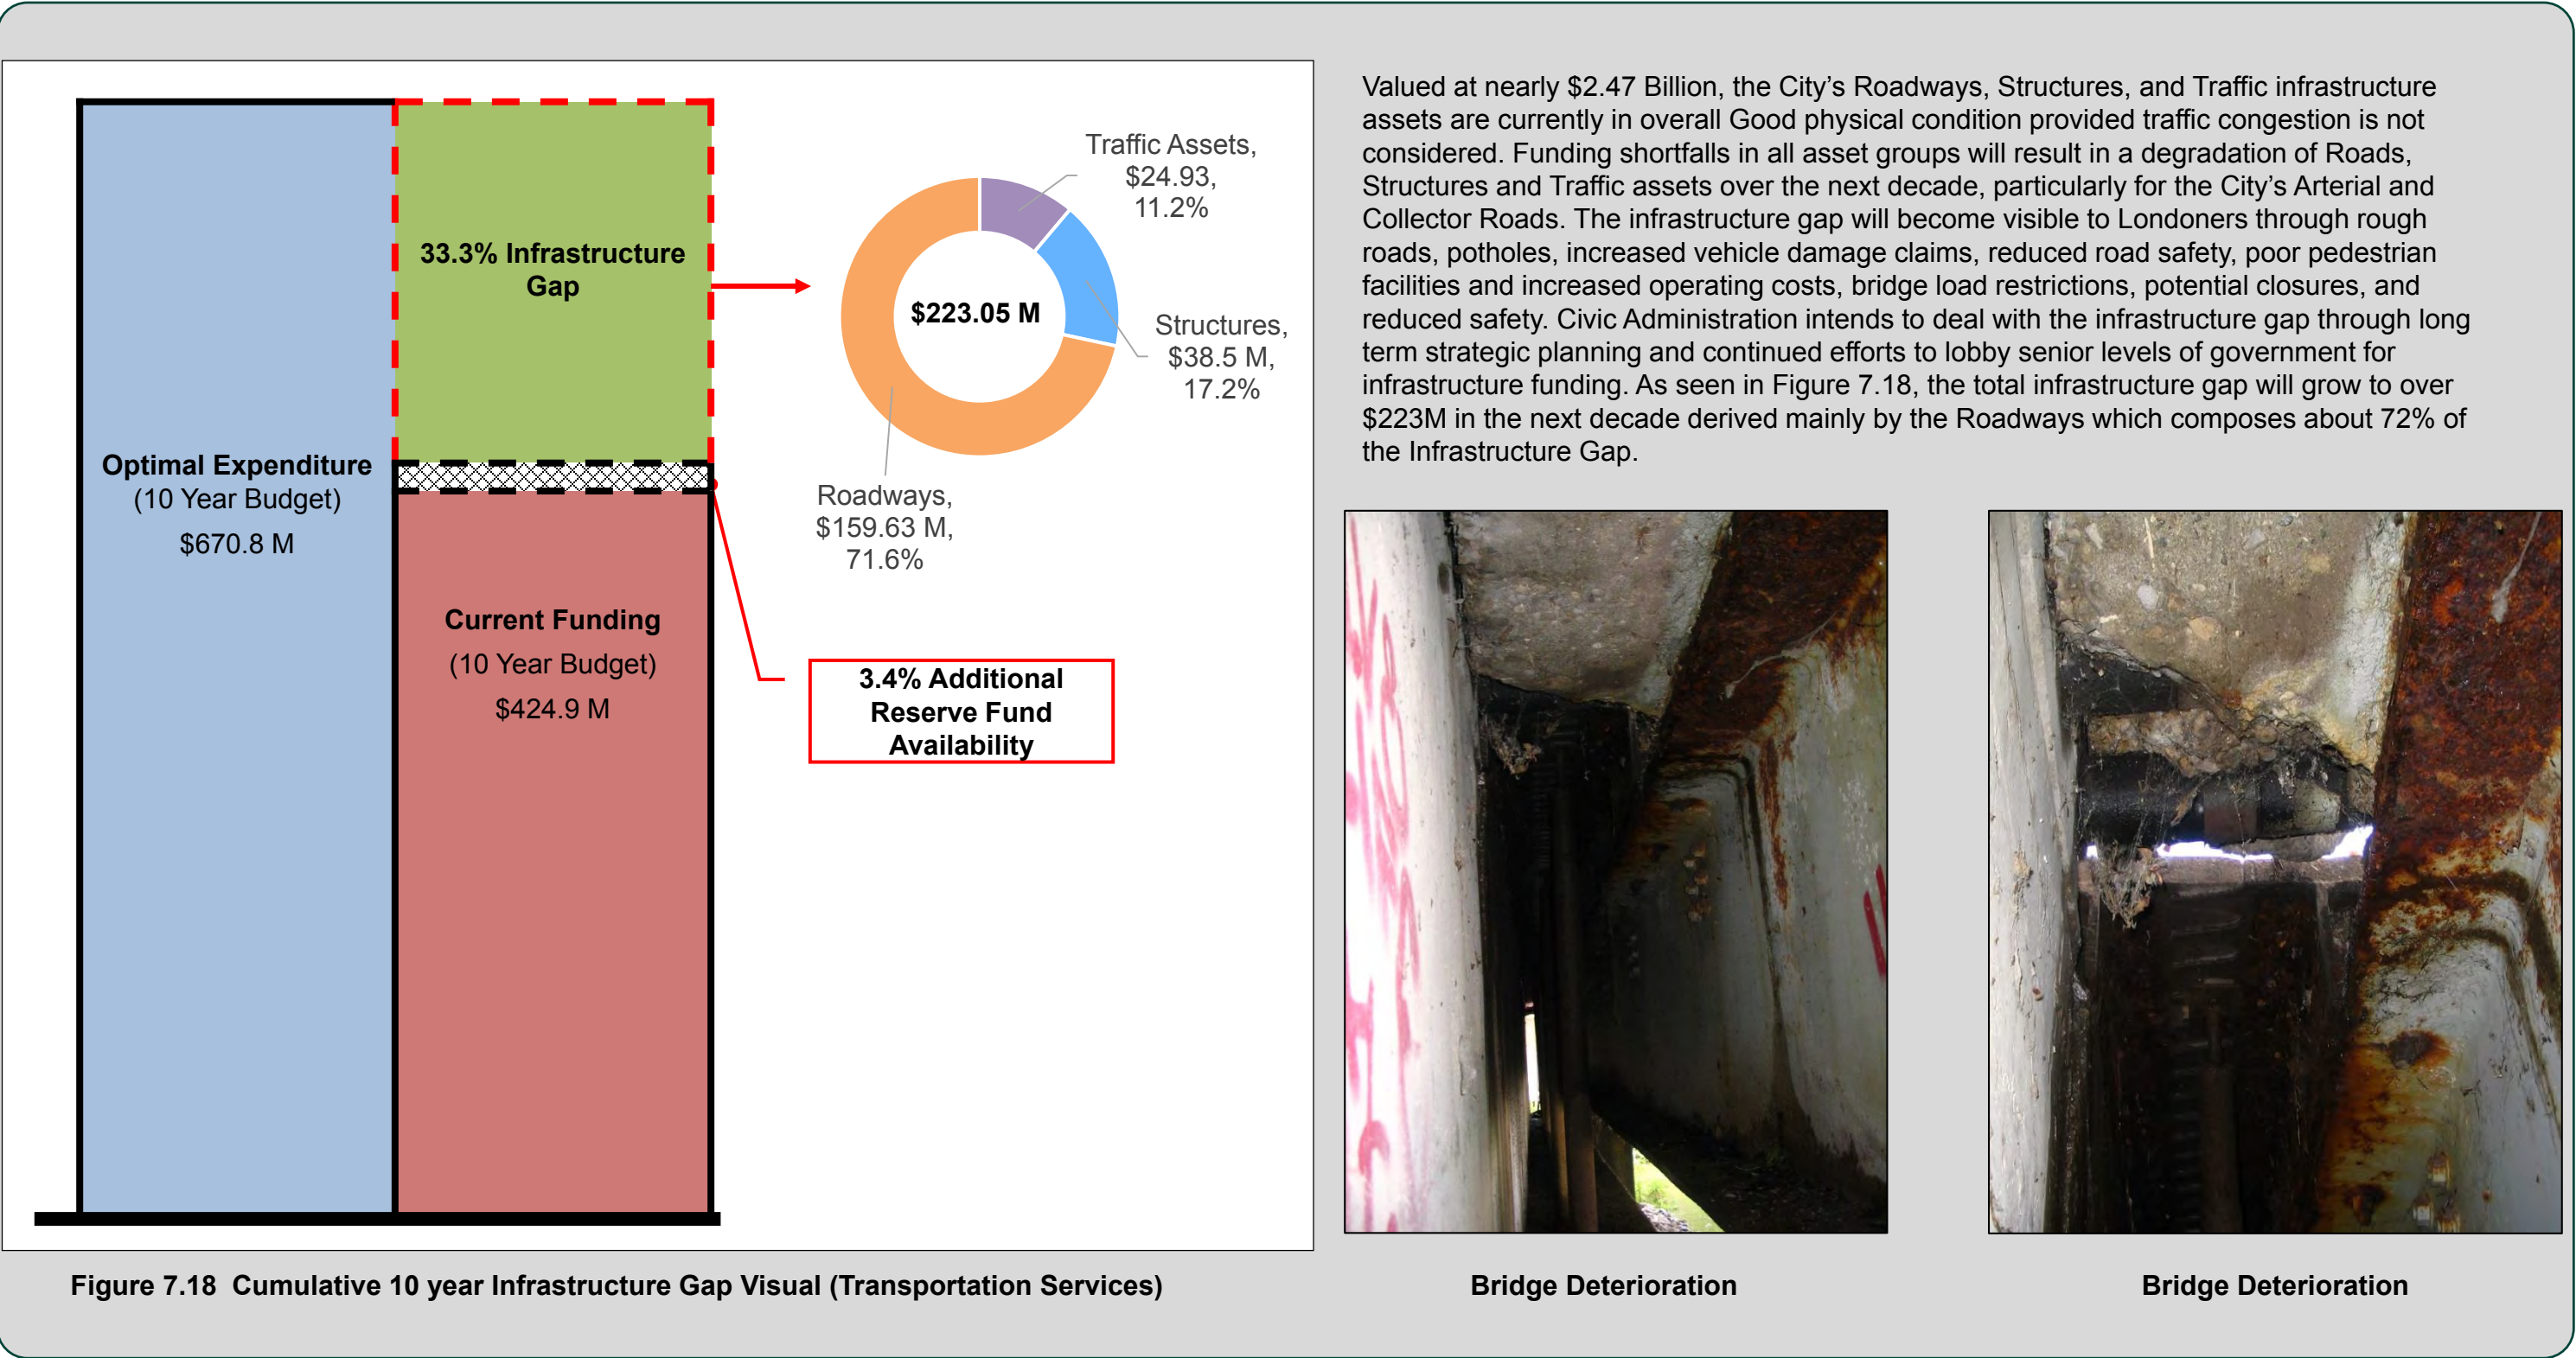 33.3% Infrastructure
Gap
Optimal Expenditure
(10 Year Budget)
$670.8 M
Current Funding
(10 Year Budget)
$424.9 M
Traffic Assets,
$24.93,
11.2%
$223.05 M
Structures,
$38.5 M,
17.2%
Roadways,
$159.63 M,
71.6%
3.4% Additional
Reserve Fund
Availability
Figure 7.18  Cumulative 10 year Infrastructure Gap Visual (Transportation Services)
Valued at nearly $2.47 Billion, the City’s Roadways, Structures, and Traffic infrastructure
assets are currently in overall Good physical condition provided traffic congestion is not
considered. Funding shortfalls in all asset groups will result in a degradation of Roads,
Structures and Traffic assets over the next decade, particularly for the City’s Arterial and
Collector Roads. The infrastructure gap will become visible to Londoners through rough
roads, potholes, increased vehicle damage claims, reduced road safety, poor pedestrian
facilities and increased operating costs, bridge load restrictions, potential closures, and
reduced safety. Civic Administration intends to deal with the infrastructure gap through long
term strategic planning and continued efforts to lobby senior levels of government for
infrastructure funding. As seen in Figure 7.18, the total infrastructure gap will grow to over
$223M in the next decade derived mainly by the Roadways which composes about 72% of
the Infrastructure Gap.
Bridge Deterioration
Bridge Deterioration